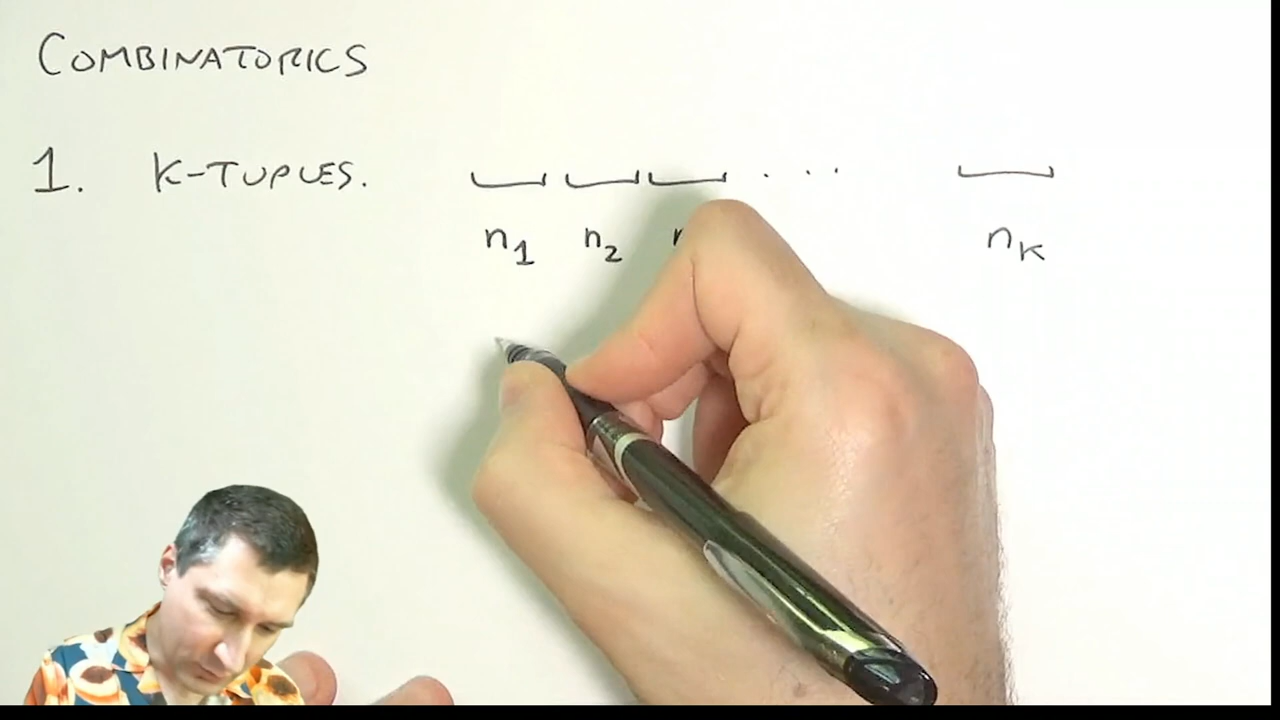 COMBINATORICS
1. K-TUPLES. . . .
n1 n2 nK